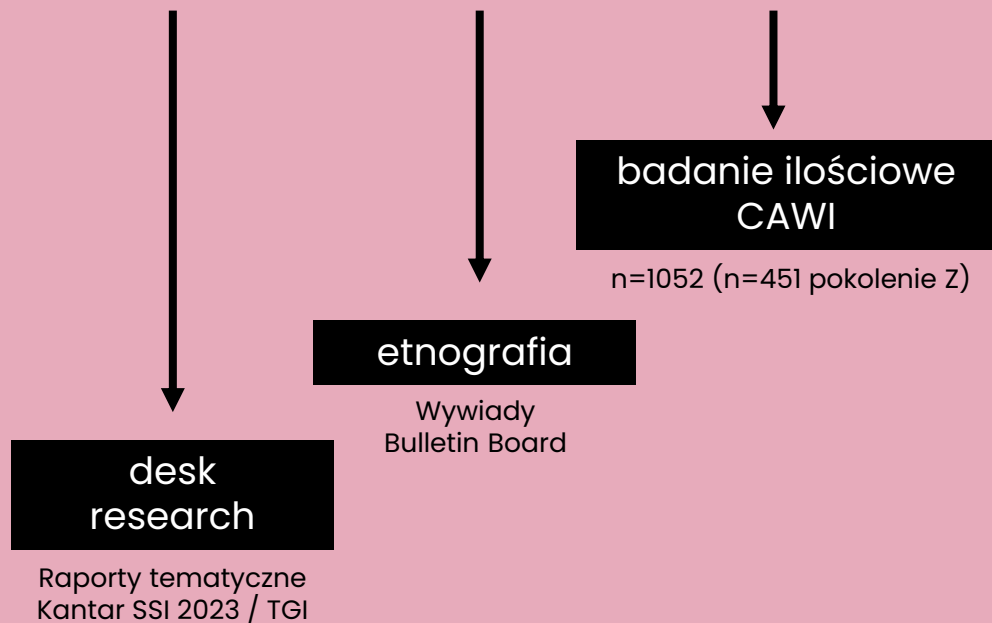 badanie ilościowe
CAWI
n=1052 (n=451 pokolenie Z)
etnografia
Wywiady
Bulletin Board
desk
research
Raporty tematyczne
Kantar SSI 2023 / TGI